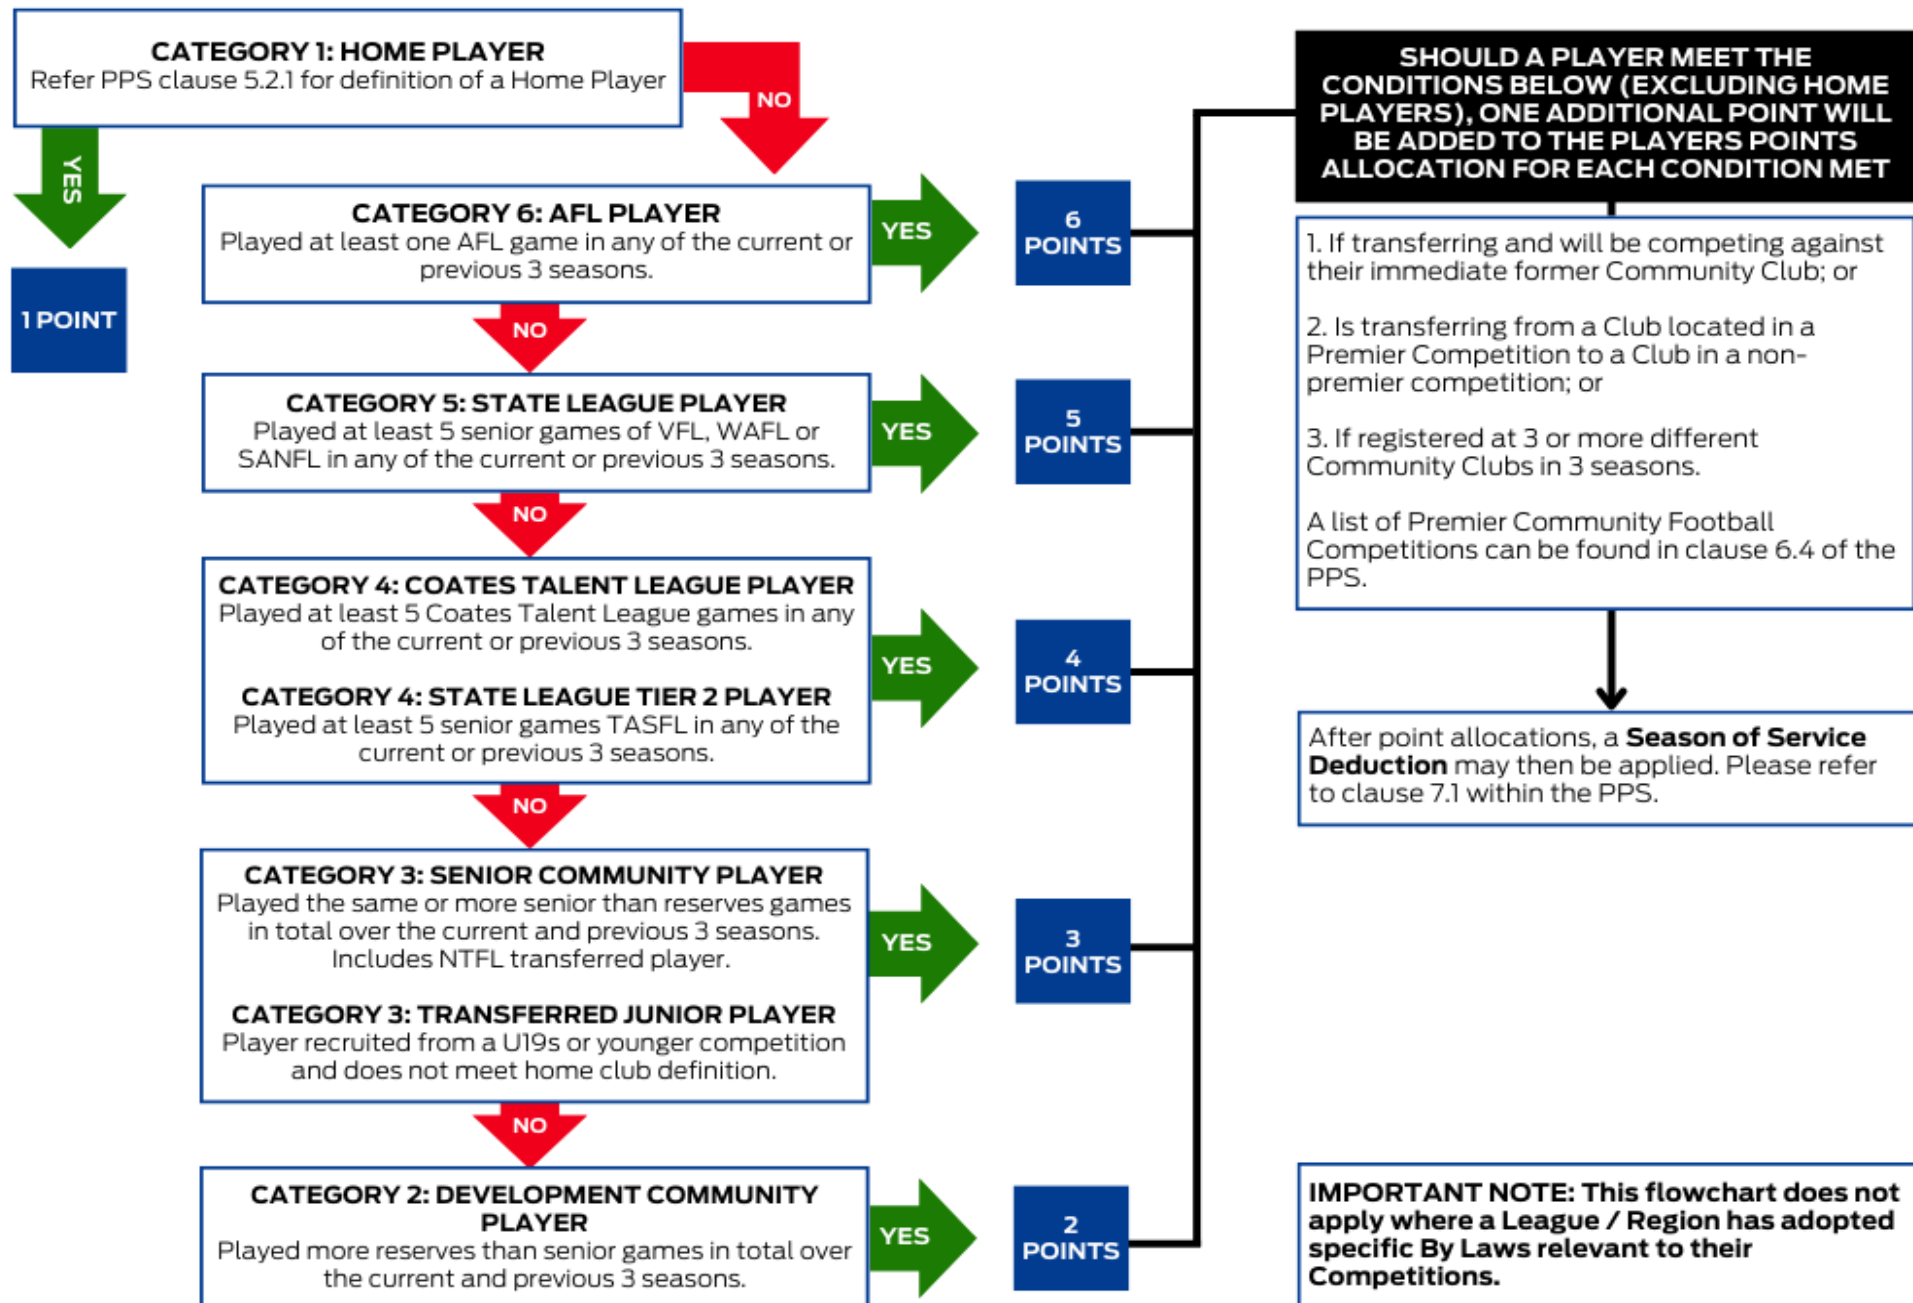 CATEGORY 1: HOME PLAYER
Refer PPS clause 5.2.1 for definition of a Home Player
NO
YES
1 POINT
CATEGORY 6: AFL PLAYER
Played at least one AFL game in any of the current or
previous 3 seasons.
YES
6
POINTS
NO
CATEGORY 5: STATE LEAGUE PLAYER
Played at least 5 senior games of VFL, WAFL or
SANFL in any of the current or previous 3 seasons.
YES
5
POINTS
NO
CATEGORY 4: COATES TALENT LEAGUE PLAYER
Played at least 5 Coates Talent League games in any
of the current or previous 3 seasons.
CATEGORY 4: STATE LEAGUE TIER 2 PLAYER
Played at least 5 senior games TASFL in any of the
current or previous 3 seasons.
YES
4
POINTS
NO
CATEGORY 3: SENIOR COMMUNITY PLAYER
Played the same or more senior than reserves games
in total over the current and previous 3 seasons.
Includes NTFL transferred player.
CATEGORY 3: TRANSFERRED JUNIOR PLAYER
Player recruited from a U19s or younger competition
and does not meet home club definition.
YES
3
POINTS
NO
CATEGORY 2: DEVELOPMENT COMMUNITY
PLAYER
Played more reserves than senior games in total over
the current and previous 3 seasons.
YES
2
POINTS
SHOULD A PLAYER MEET THE
CONDITIONS BELOW (EXCLUDING HOME
PLAYERS), ONE ADDITIONAL POINT WILL
BE ADDED TO THE PLAYERS POINTS
ALLOCATION FOR EACH CONDITION MET
1. If transferring and will be competing against
their immediate former Community Club; or
2. Is transferring from a Club located in a
Premier Competition to a Club in a non-
premier competition; or
3. If registered at 3 or more different
Community Clubs in 3 seasons.
A list of Premier Community Football
Competitions can be found in clause 6.4 of the
PPS.
After point allocations, a Season of Service
Deduction may then be applied. Please refer
to clause 7.1 within the PPS.
IMPORTANT NOTE: This flowchart does not
apply where a League / Region has adopted
specific By Laws relevant to their
Competitions.